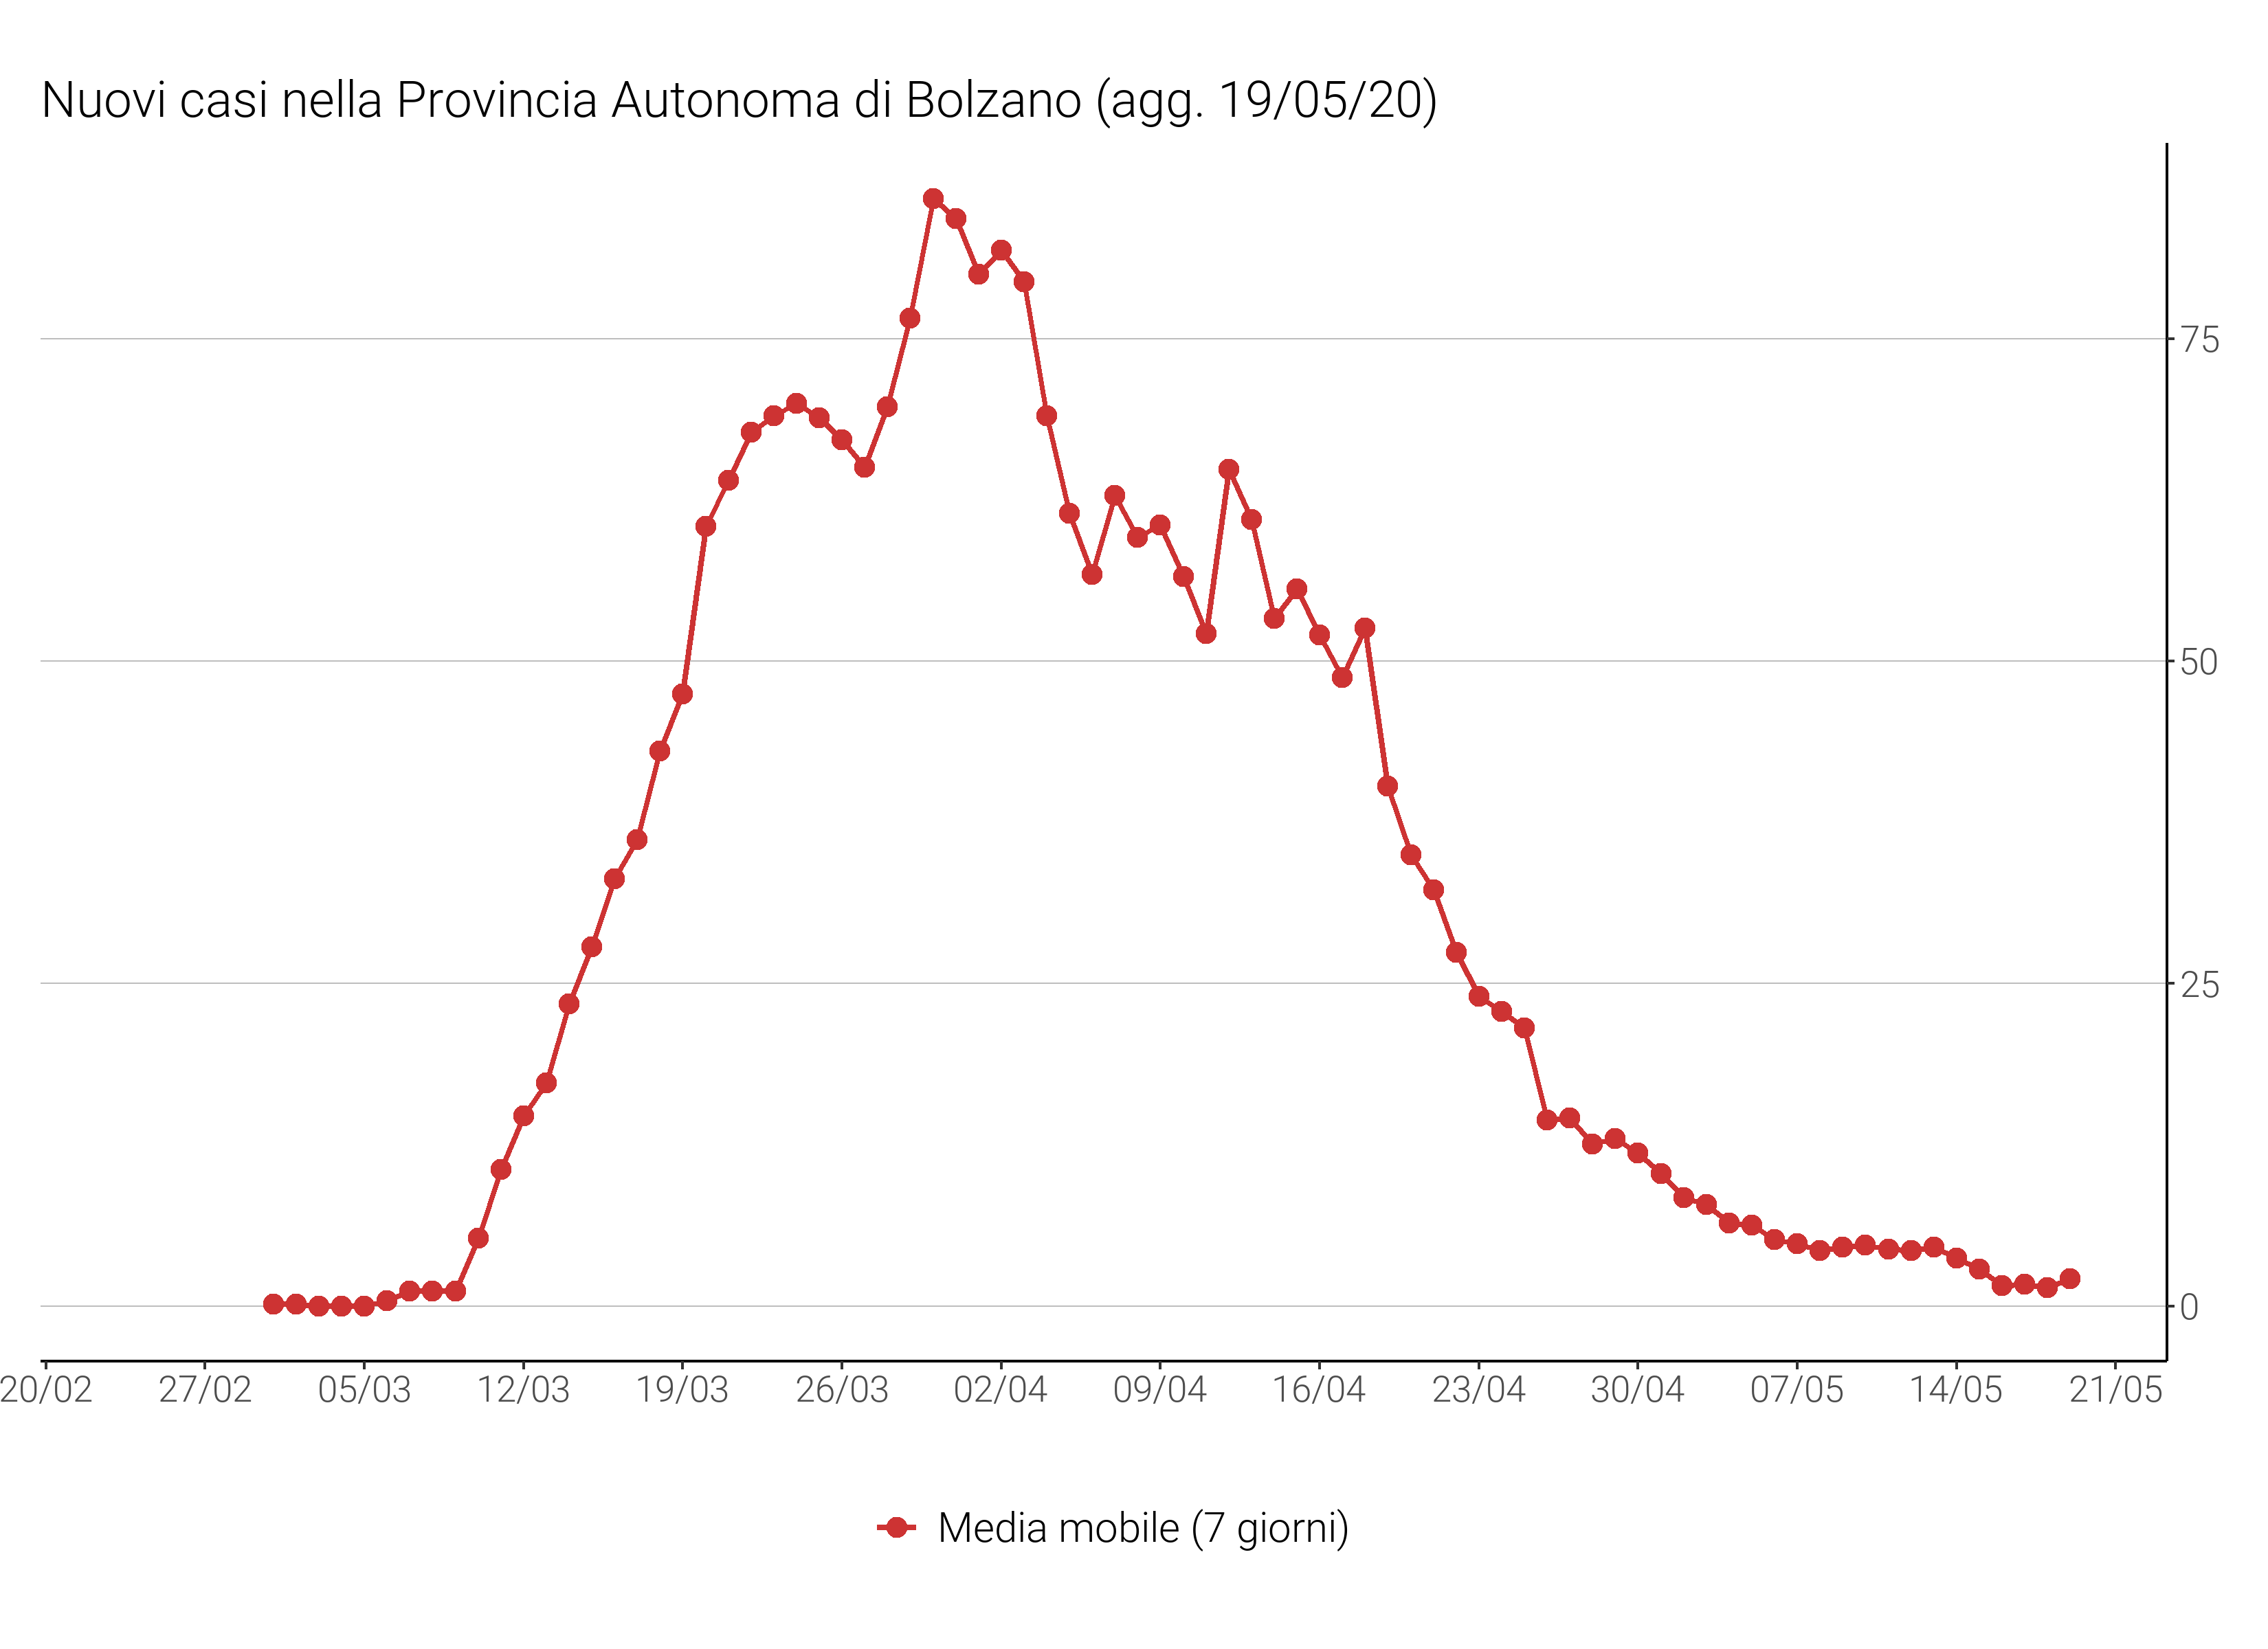 Nuovi casi nella Provincia Autonoma di Bolzano (agg. 19/05/20)
75
50
25
0
20/02 27/02 05/03 12/03 19/03 26/03 02/04 09/04 16/04 23/04 30/04 07/05 14/05 21/05
Media mobile (7 giorni)